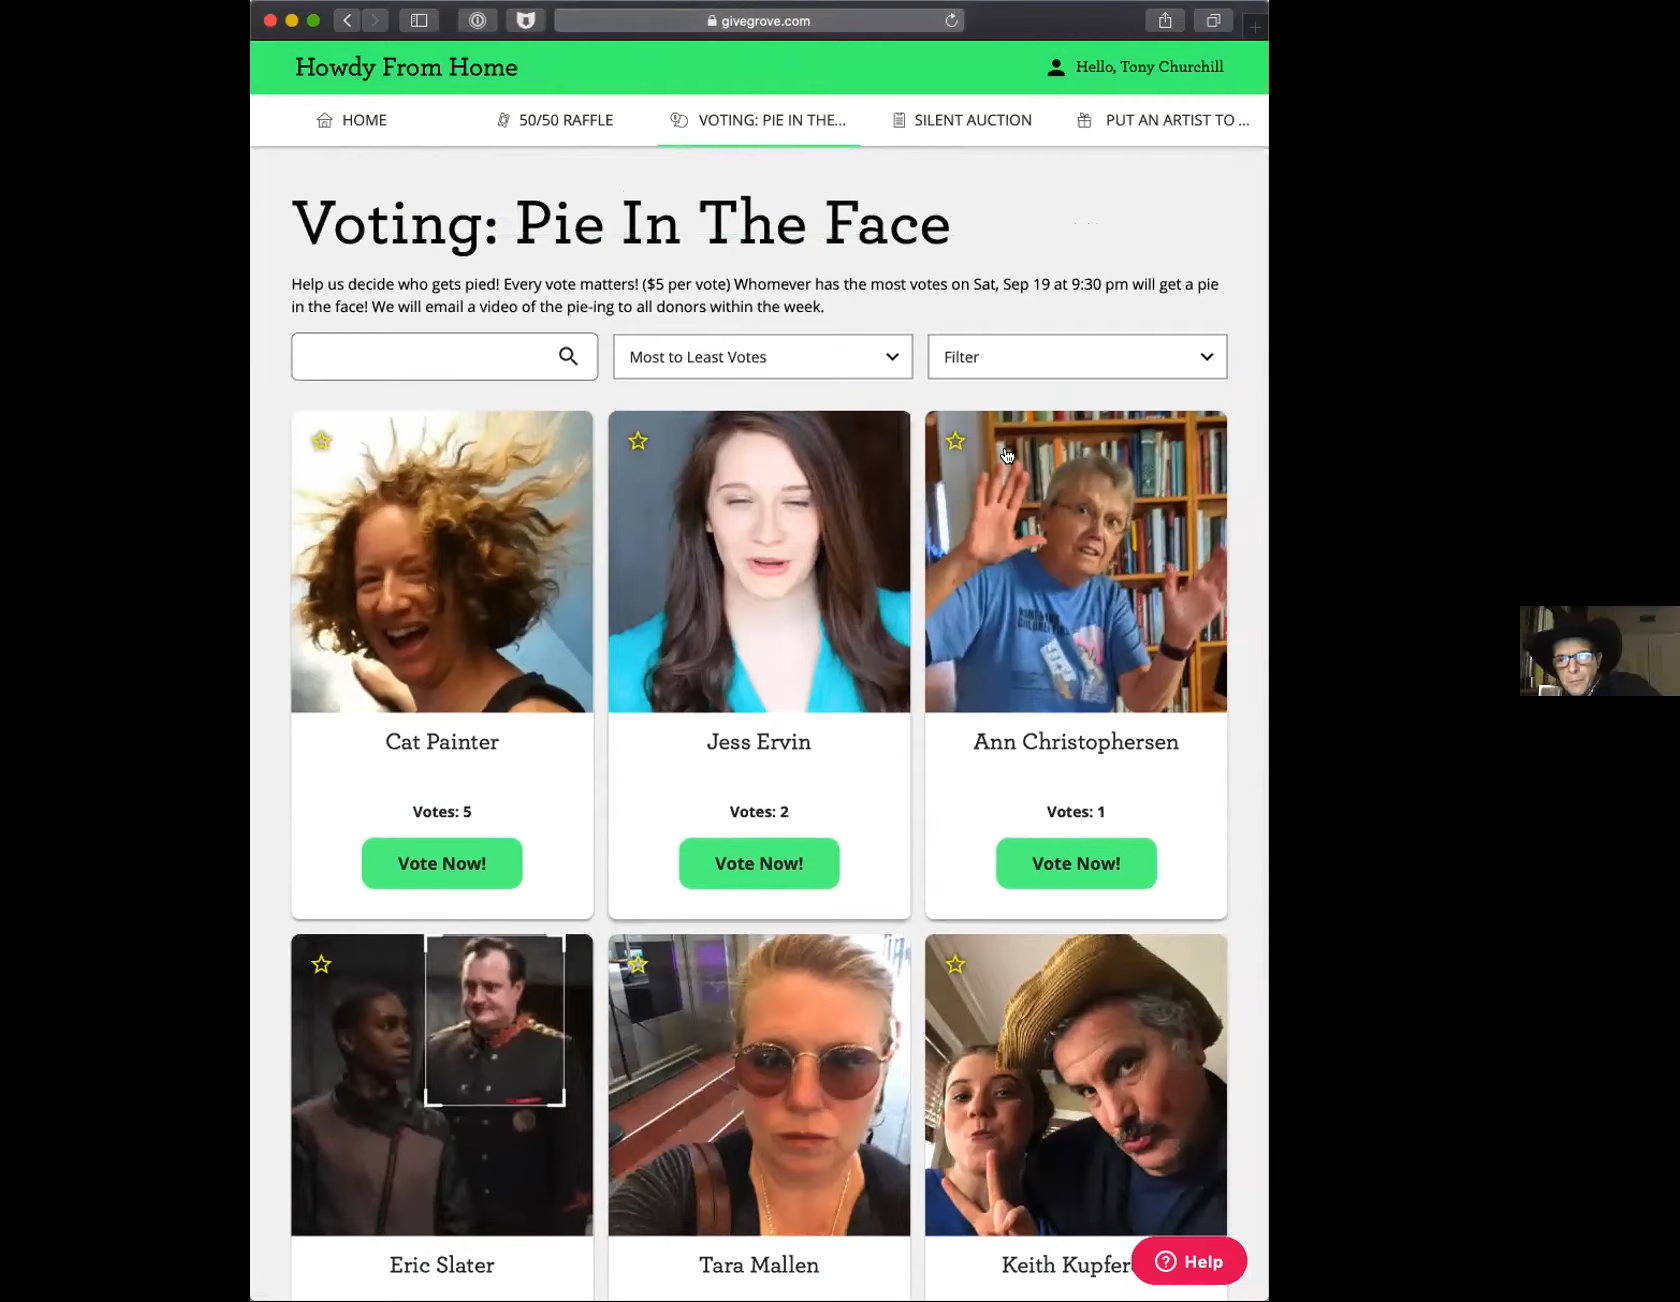 givegrove.com
Howdy From Home
Hello, Tony Churchill
HOME
50/50 RAFFLE
VOTING: PIE IN THE...
SILENT AUCTION
PUT AN ARTIST TO ...
Voting: Pie In The Face
Help us decide who gets pied! Every vote matters! ($5 per vote) Whomever has the most votes on Sat, Sep 19 at 9:30 pm will get a pie
in the face! We will email a video of the pie-ing to all donors within the week.
Most to Least Votes
Filter
Cat Painter
Jess Ervin
Ann Christophersen
Votes: 5
Votes: 2
Votes: 1
Vote Now!
Vote Now!
Vote Now!
Eric Slater
Tara Mallen
Keith Kupfer
Help